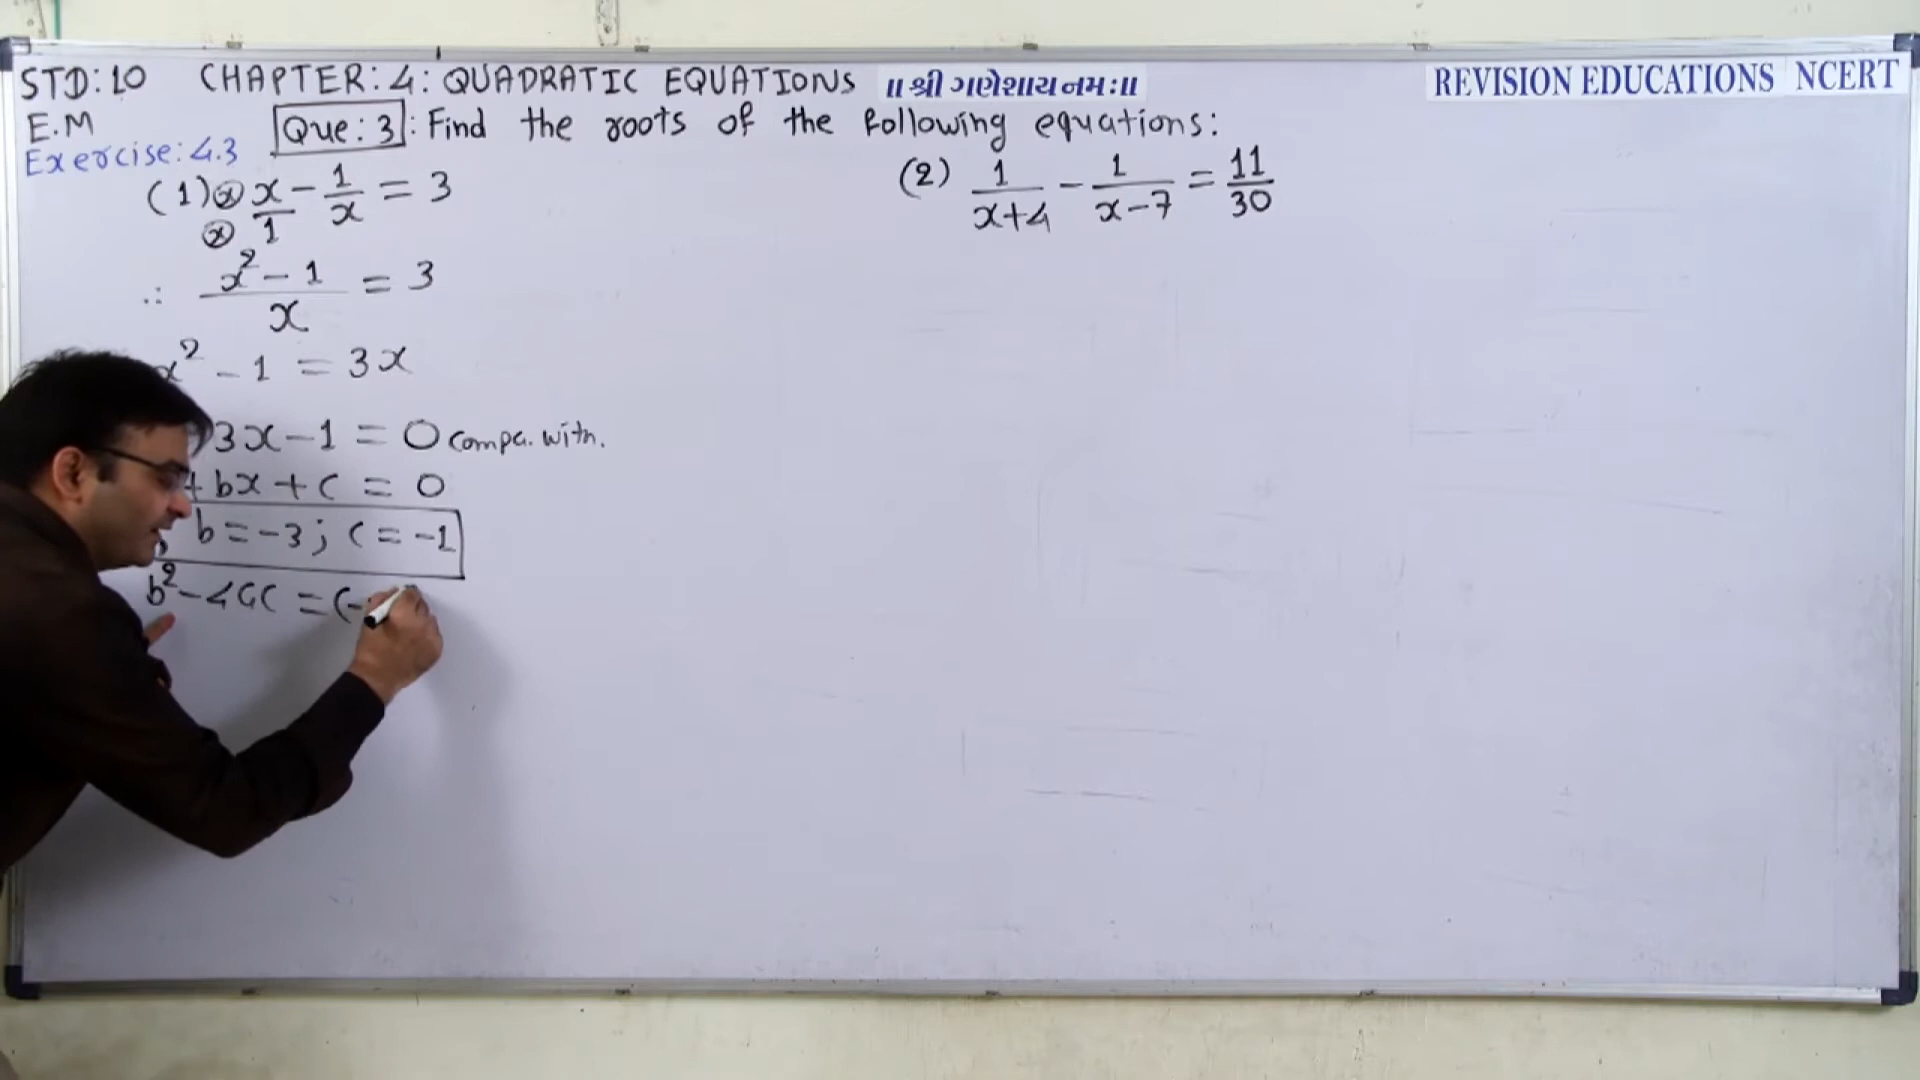 STD: 10 CHAPTER: 4: QUADRATIC EQUATIONS ॥ શ્રી ગણેશાય નમઃ॥ REVISION EDUCATIONS NCERT
E.M Que: 3: Find the roots of the following equations:
Exercise: 4.3
(1) ⓧ x/1 - 1/x = 3
ⓧ
∴ (x² - 1)/x = 3
x² - 1 = 3x
3x - 1 = 0 compa. with.
+ bx + c = 0
b = -3; c = -1
b² - 4ac = (-
(2) 1/(x+4) - 1/(x-7) = 11/30